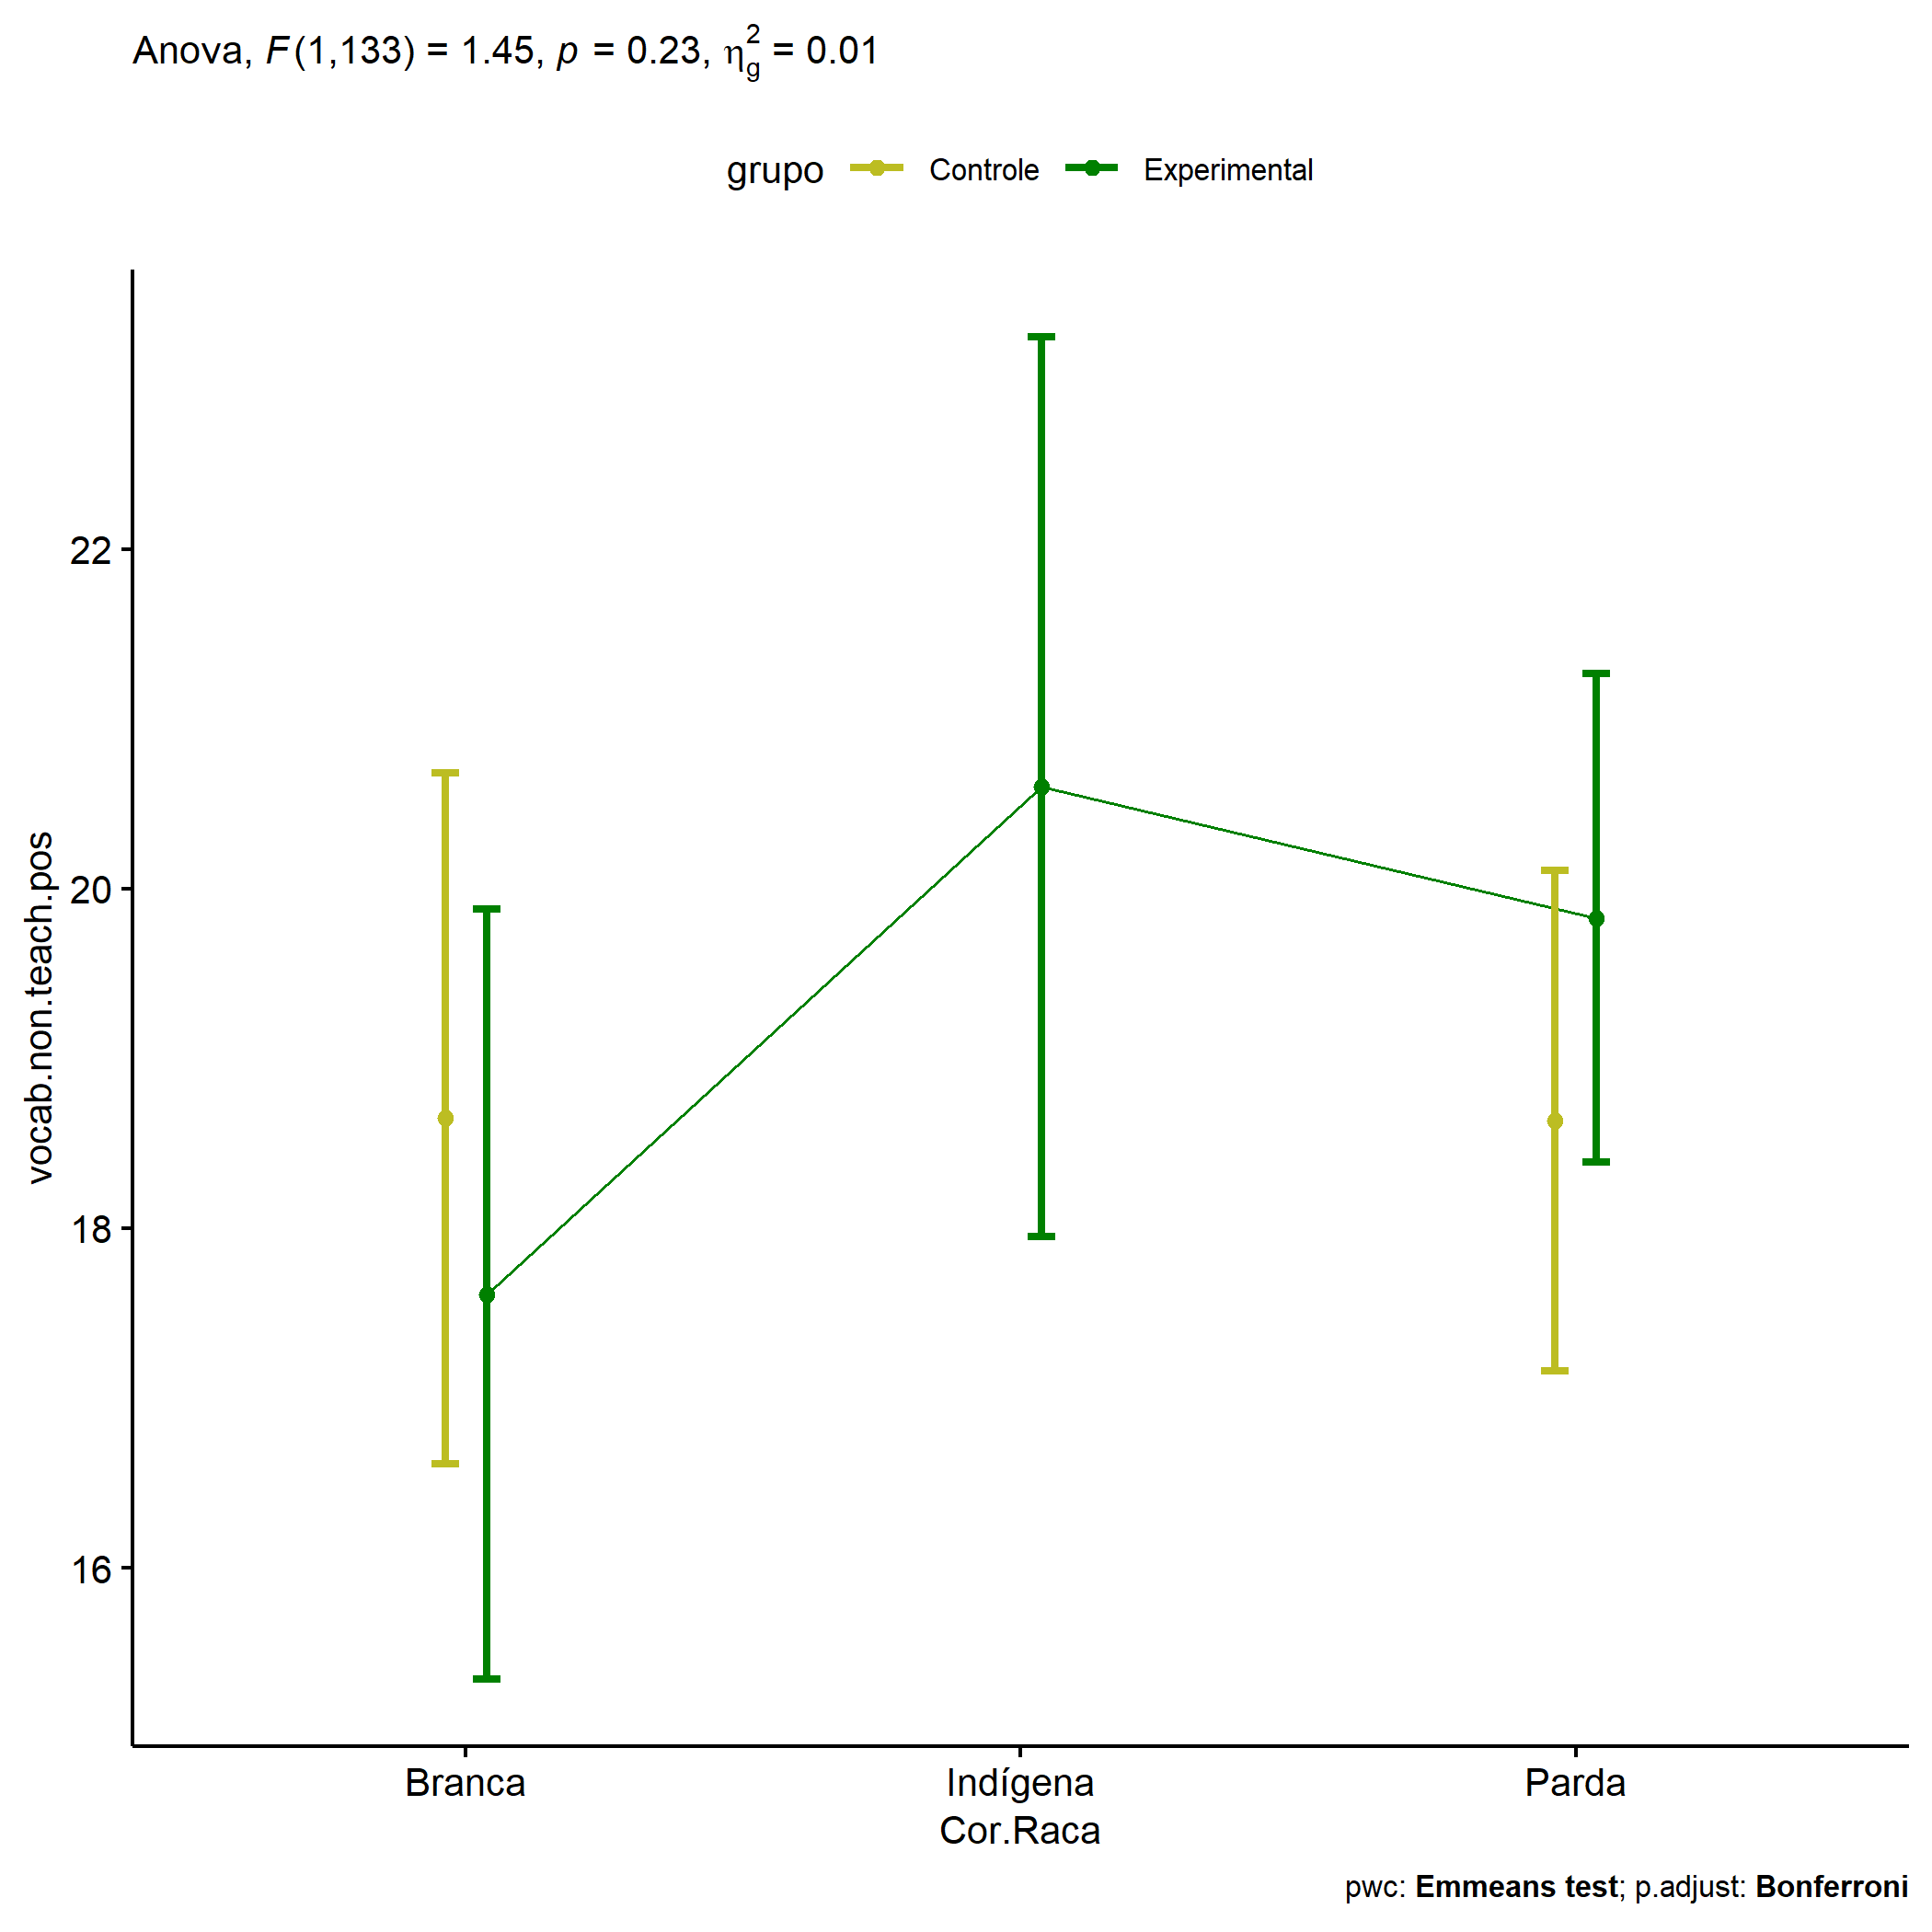 Anova, F(1,133) = 1.45, p = 0.23, η²g = 0.01
grupo Controle Experimental
vocab.non.teach.pos
22
20
18
16
Branca Indígena Parda
Cor.Raca
pwc: Emmeans test; p.adjust: Bonferroni